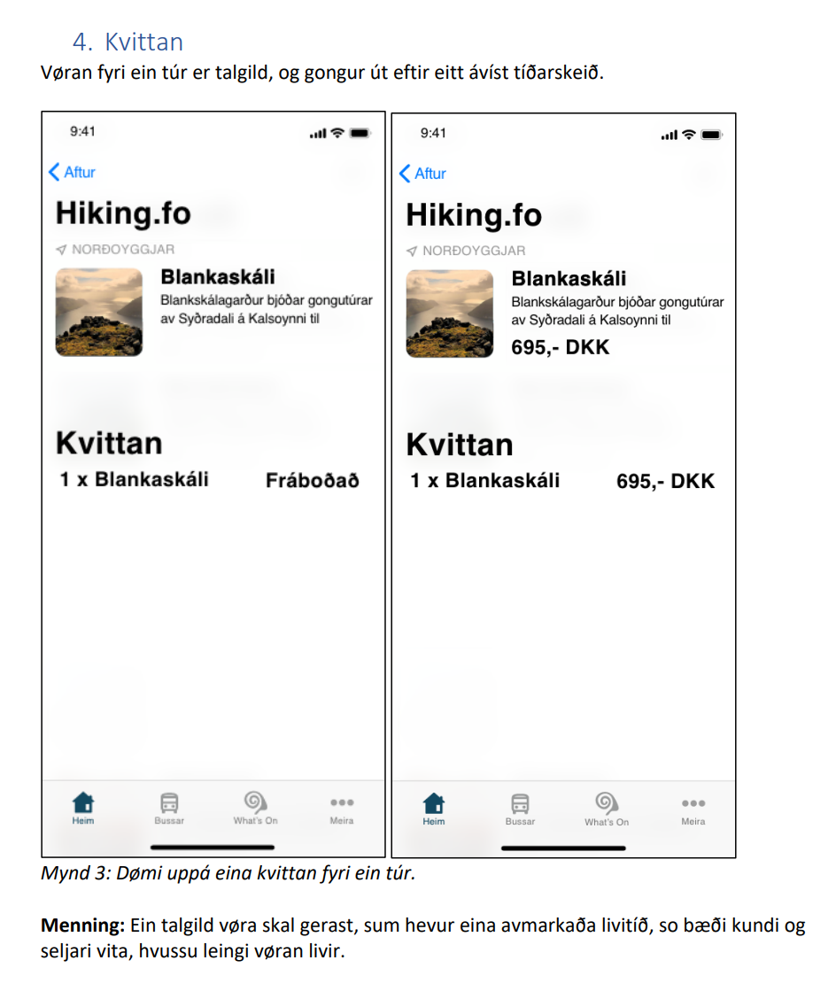 4. Kvittan
Vøran fyri ein túr er talgild, og gongur út eftir eitt ávíst tíðarskeið.
9:41
Aftur
Hiking.fo
NORÐOYGGJAR
Blankaskáli
Blankskálagarður bjóðar gongutúrar
av Syðradali á Kalsoynni til
Kvittan
1 x Blankaskáli Fráboðað
Heim Bussar What's On Meira
9:41
Aftur
Hiking.fo
NORÐOYGGJAR
Blankaskáli
Blankskálagarður bjóðar gongutúrar
av Syðradali á Kalsoynni til
695,- DKK
Kvittan
1 x Blankaskáli 695,- DKK
Heim Bussar What's On Meira
Mynd 3: Dømi uppá eina kvittan fyri ein túr.
Menning: Ein talgild vøra skal gerast, sum hevur eina avmarkaða livitíð, so bæði kundi og
seljari vita, hvussu leingi vøran livir.